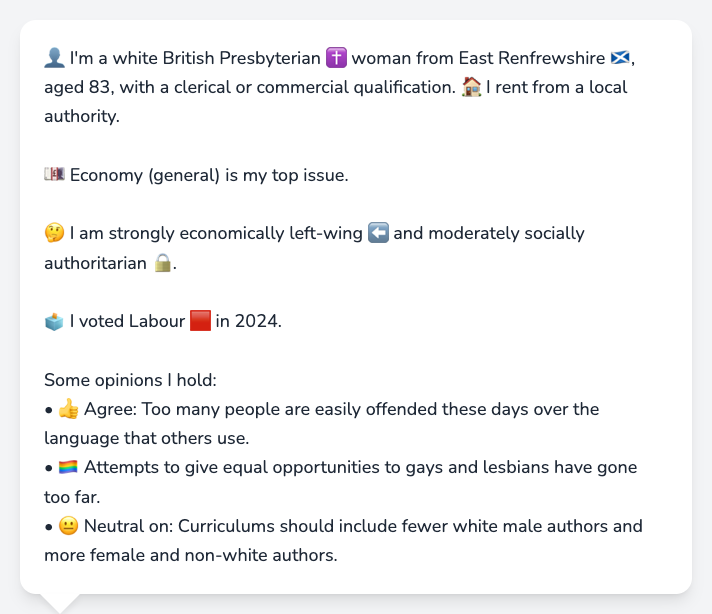 👤 I'm a white British Presbyterian ✝️ woman from East Renfrewshire 🏴󠁧󠁢󠁳󠁣󠁴󠁿,
aged 83, with a clerical or commercial qualification. 🏠 I rent from a local
authority.
💷 Economy (general) is my top issue.
🤔 I am strongly economically left-wing ⬅️ and moderately socially
authoritarian 🔒.
🗳️ I voted Labour 🟥 in 2024.
Some opinions I hold:
• 👍 Agree: Too many people are easily offended these days over the
language that others use.
• 🏳️‍🌈 Attempts to give equal opportunities to gays and lesbians have gone
too far.
• 😐 Neutral on: Curriculums should include fewer white male authors and
more female and non-white authors.